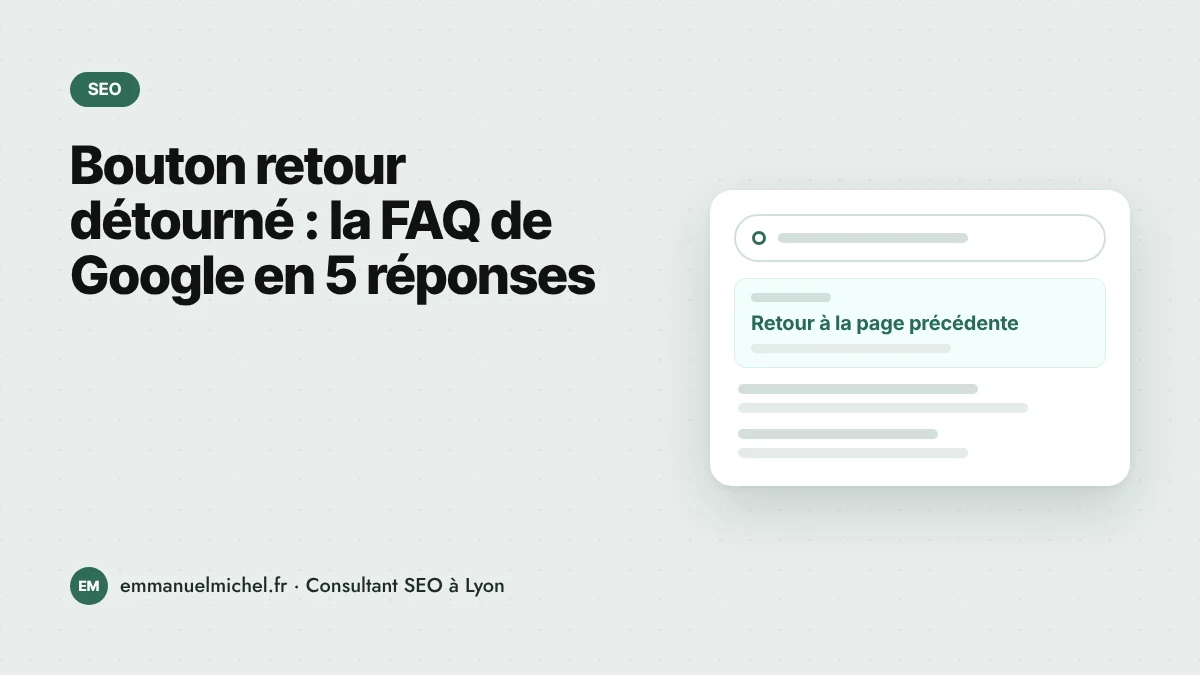 SEO
Bouton retour
détourné : la FAQ de
Google en 5 réponses
Retour à la page précédente
EM
emmanuelmichel.fr · Consultant SEO à Lyon